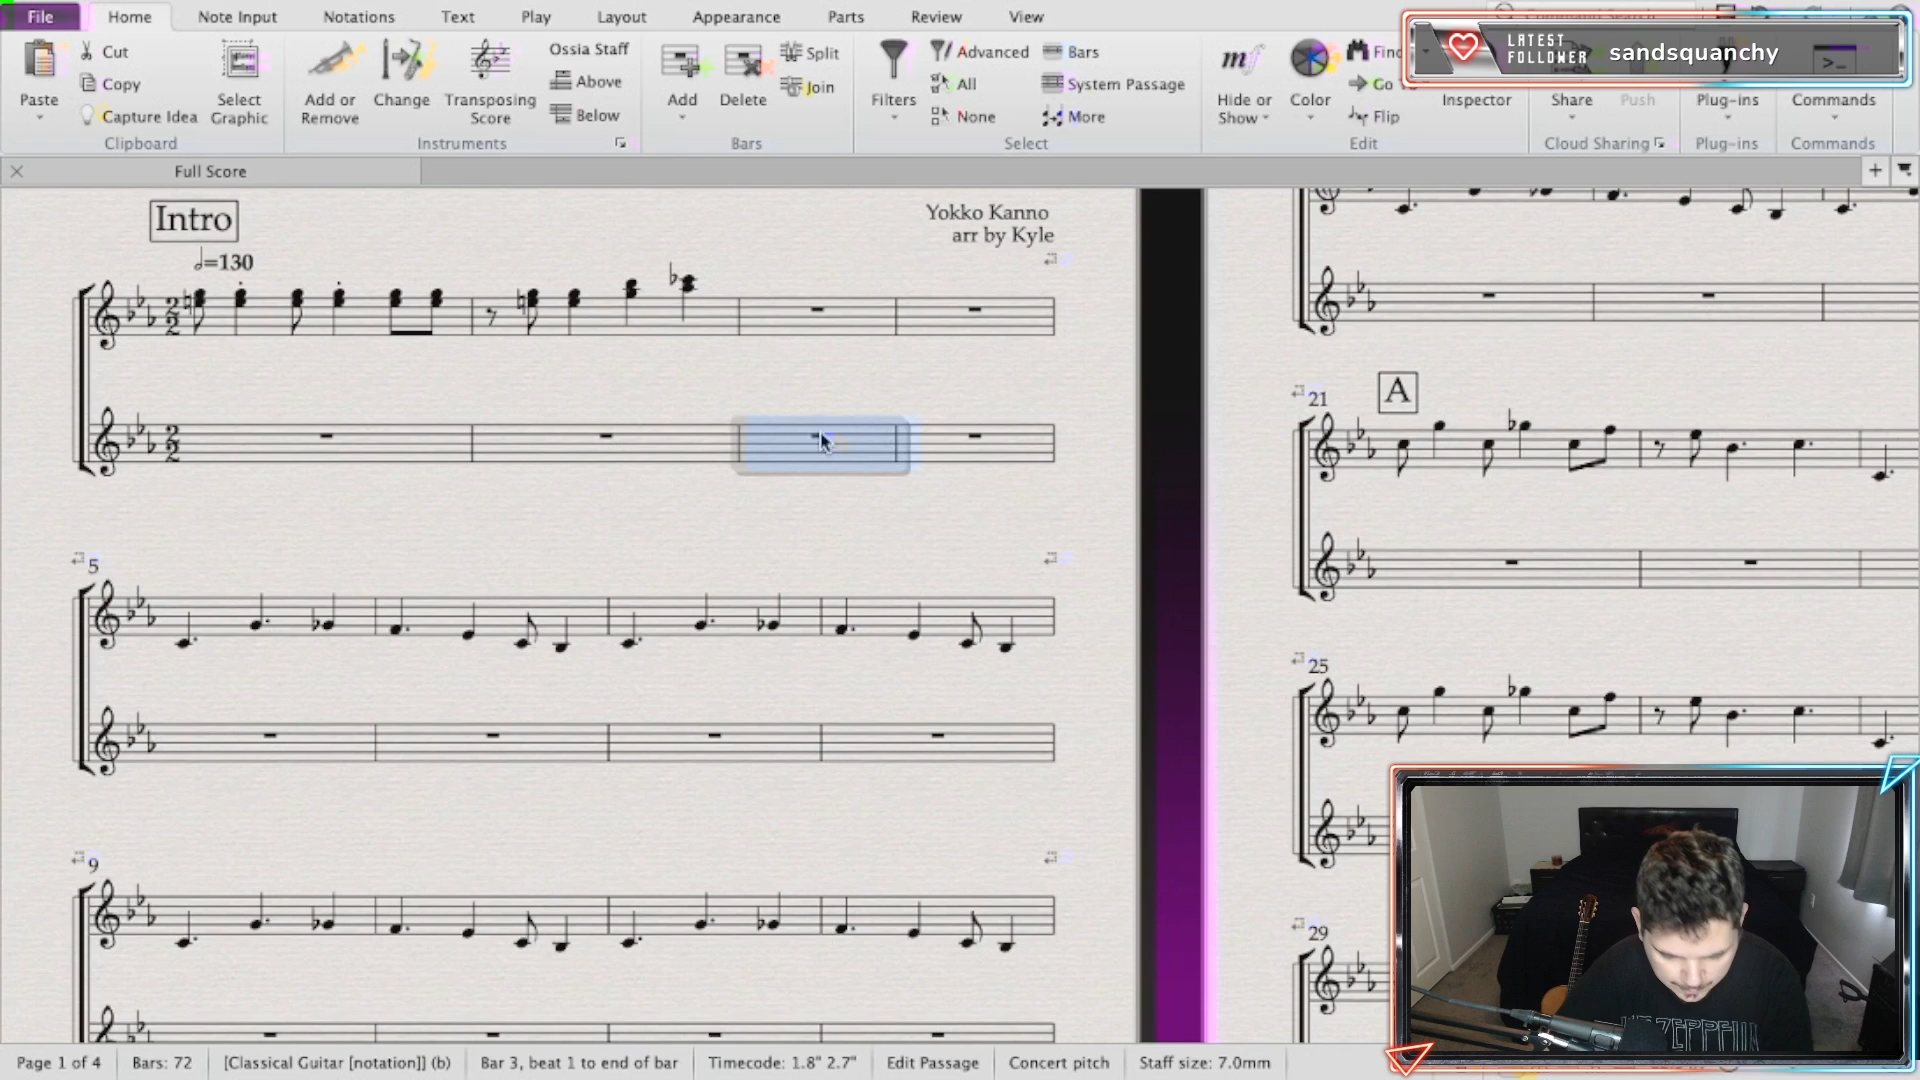 File Home Note Input Notations Text Play Layout Appearance Parts Review View
Paste Cut Copy Capture Idea Select Graphic Clipboard
Add or Remove Change Transposing Score Ossia Staff Above Below Instruments
Add Delete Split Join Bars
Filters Advanced All None Bars System Passage More Select
Hide or Show Color Go Flip Edit
Inspector
Share Push Cloud Sharing
Plug-ins Plug-ins
Commands Commands
LATEST FOLLOWER sandsquanchy
Full Score
Intro
Yokko Kanno
arr by Kyle
=130
5
9
21 A
25
29
LED ZEPPELIN
Page 1 of 4 Bars: 72 [Classical Guitar [notation]] (b) Bar 3, beat 1 to end of bar Timecode: 1.8" 2.7" Edit Passage Concert pitch Staff size: 7.0mm